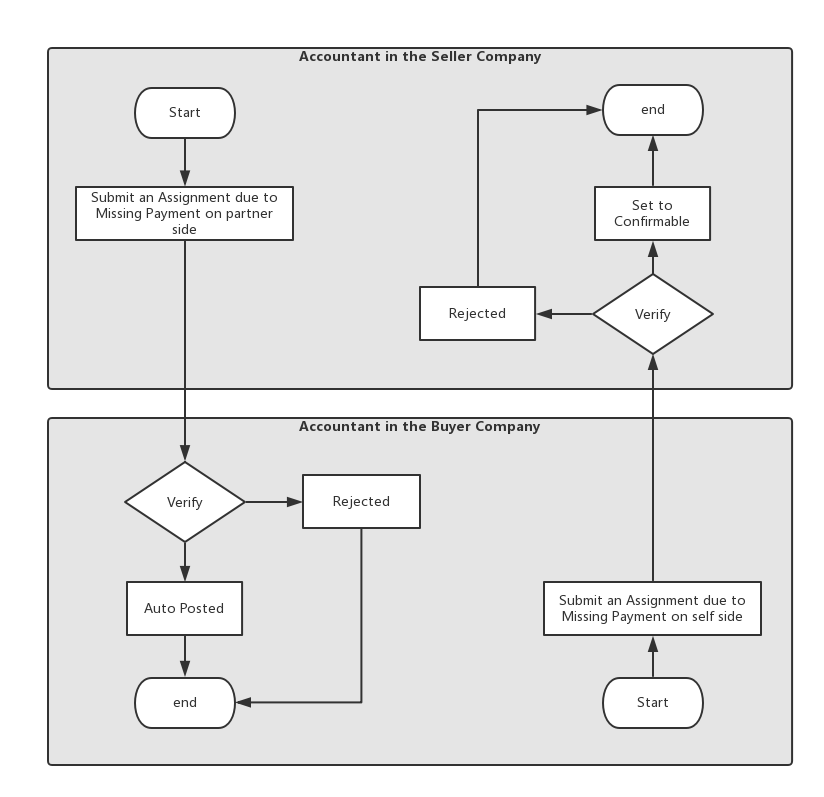 Accountant in the Seller Company
Start
end
Submit an Assignment due to
Missing Payment on partner
side
Set to
Confirmable
Rejected
Verify
Accountant in the Buyer Company
Verify
Rejected
Auto Posted
Submit an Assignment due to
Missing Payment on self side
end
Start